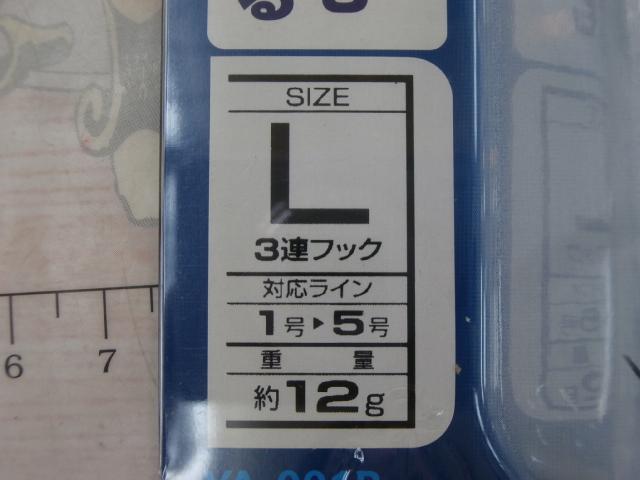 る
SIZE
L
3連フック
対応ライン
1号▶5号
重量
約12g
6 7